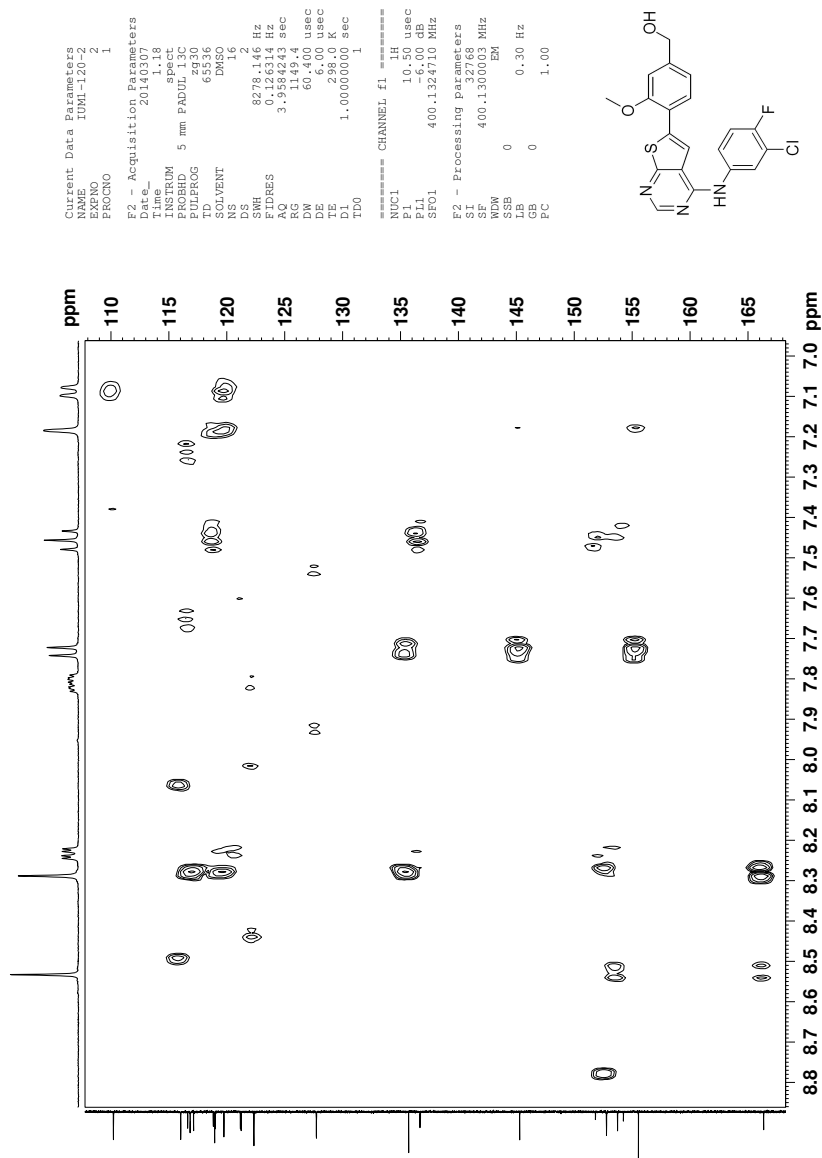 Current Data Parameters
NAME IUM1-120-2
EXPNO 2
PROCNO 1
F2 - Acquisition Parameters
Date_ 20140307
Time 1.18
INSTRUM spect
PROBHD 5 mm PADUL 13C
PULPROG zg30
TD 65536
SOLVENT DMSO
NS 16
DS 2
SWH 8278.146 Hz
FIDRES 0.126314 Hz
AQ 3.9584243 sec
RG 1149.4
DW 60.400 usec
DE 6.00 usec
TE 298.0 K
D1 1.00000000 sec
TD0 1
======== CHANNEL f1 ========
NUC1 1H
P1 10.50 usec
PL1 -6.00 dB
SFO1 400.1324710 MHz
F2 - Processing parameters
SI 32768
SF 400.1300003 MHz
WDW EM
SSB 0
LB 0.30 Hz
GB 0
PC 1.00
OH
O
S
N
N
HN
F
Cl
ppm
110
115
120
125
130
135
140
145
150
155
160
165
8.8 8.7 8.6 8.5 8.4 8.3 8.2 8.1 8.0 7.9 7.8 7.7 7.6 7.5 7.4 7.3 7.2 7.1 7.0 ppm